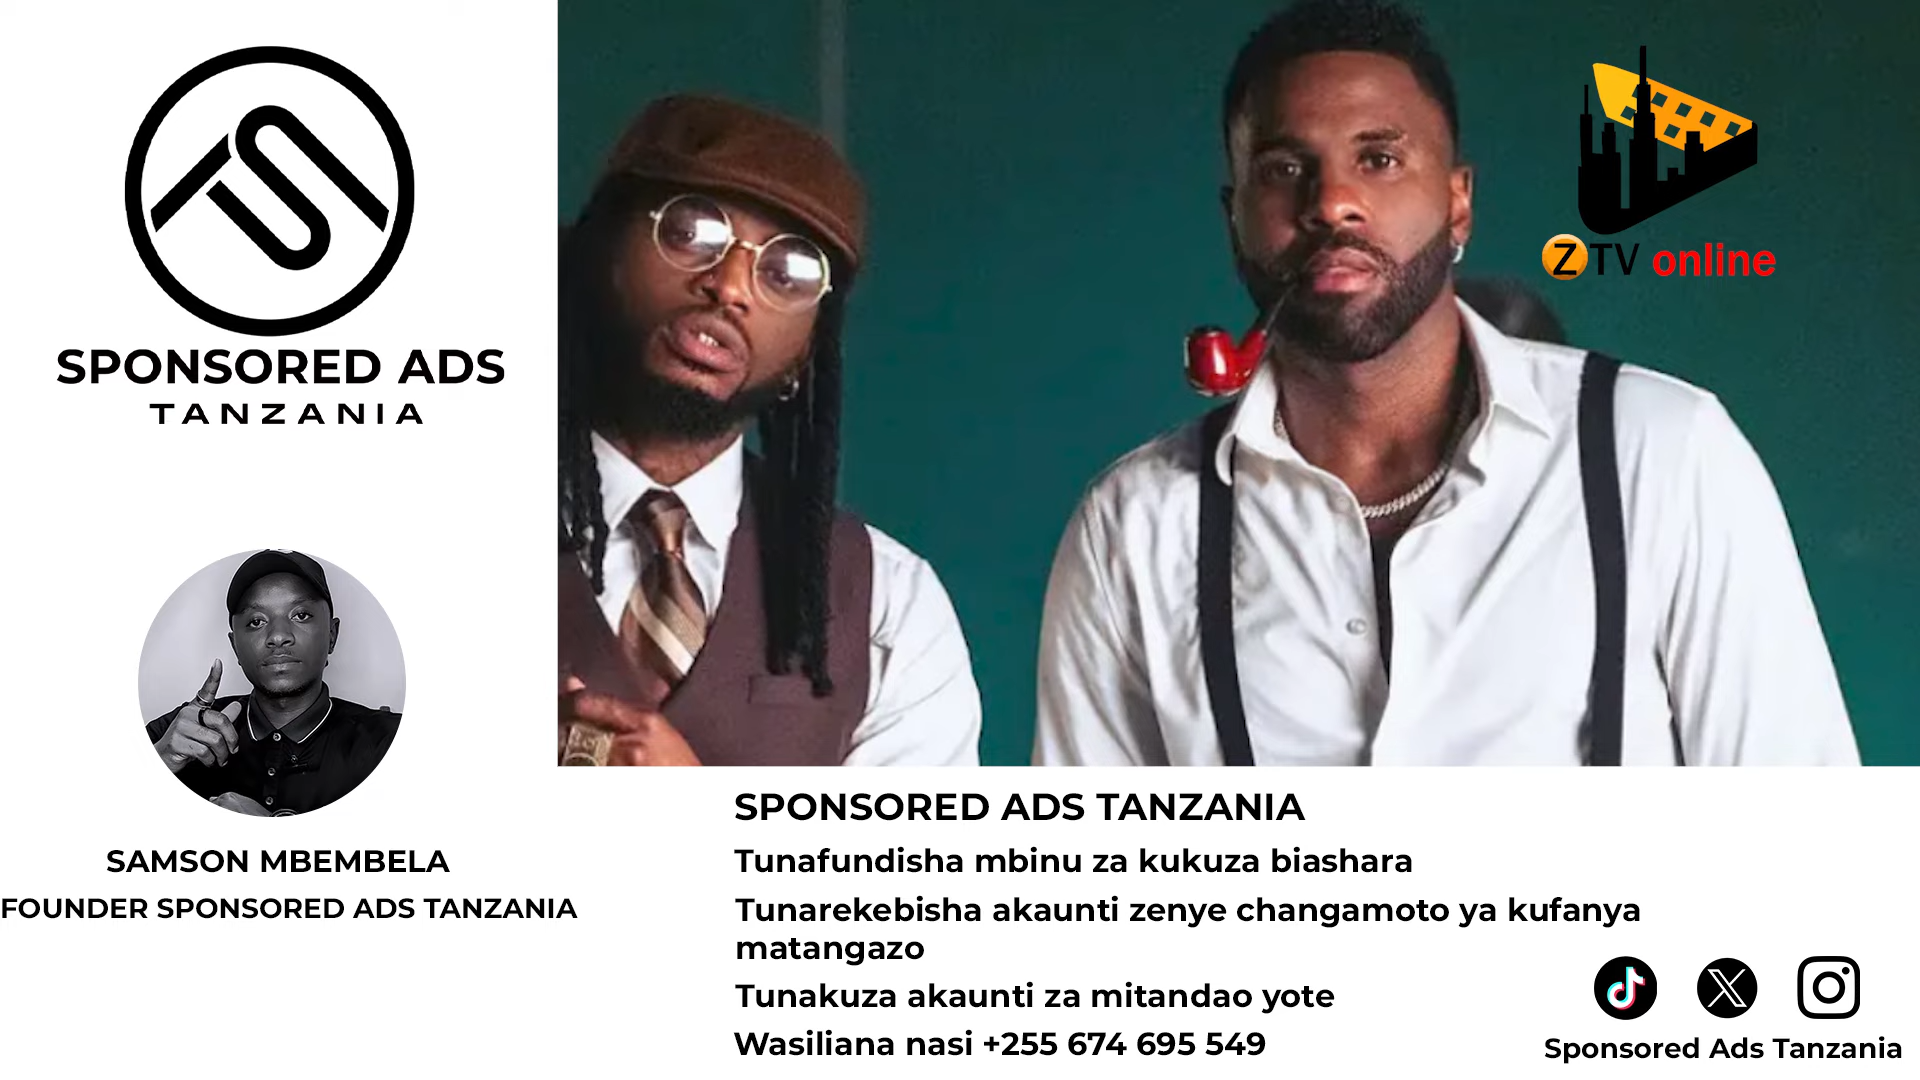 SPONSORED ADS
TANZANIA
SAMSON MBEMBELA
FOUNDER SPONSORED ADS TANZANIA
Z TV online
SPONSORED ADS TANZANIA
Tunafundisha mbinu za kukuza biashara
Tunarekebisha akaunti zenye changamoto ya kufanya
matangazo
Tunakuza akaunti za mitandao yote
Wasiliana nasi +255 674 695 549
Sponsored Ads Tanzania